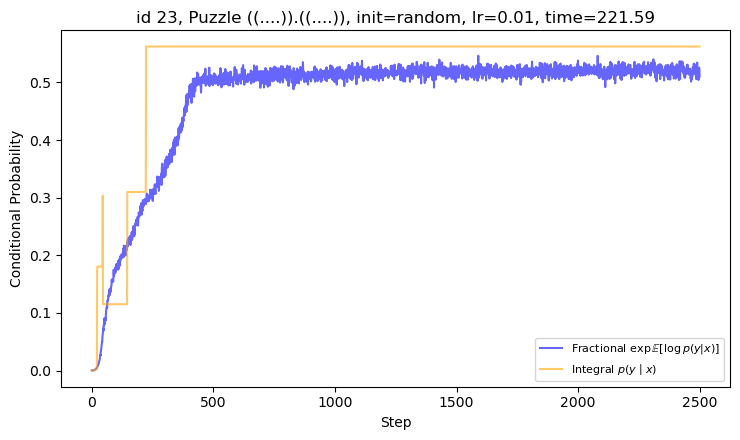 id 23, Puzzle ((....)).((....)), init=random, lr=0.01, time=221.59
Conditional Probability
0.5
0.4
0.3
0.2
0.1
0.0
Fractional exp𝔼[log p(y|x)]
Integral p(y | x)
0 500 1000 1500 2000 2500
Step